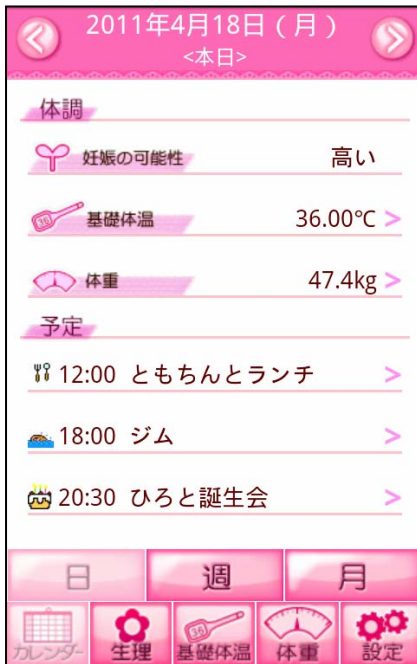 2011年4月18日(月)
<本日>
体調
妊娠の可能性 高い
36 基礎体温 36.00℃ >
体重 47.4kg >
予定
12:00 ともちんとランチ >
18:00 ジム >
20:30 ひろと誕生会 >
日 週 月
カレンダー 生理 36 基礎体温 体重 設定